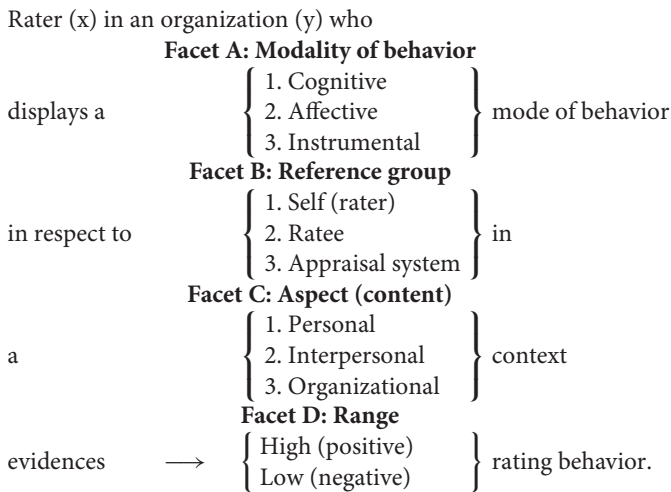 Rater (x) in an organization (y) who
Facet A: Modality of behavior
1. Cognitive
displays a { 2. Affective } mode of behavior
3. Instrumental
Facet B: Reference group
1. Self (rater)
in respect to { 2. Ratee } in
3. Appraisal system
Facet C: Aspect (content)
1. Personal
a { 2. Interpersonal } context
3. Organizational
Facet D: Range
High (positive)
evidences ⟶ { } rating behavior.
Low (negative)